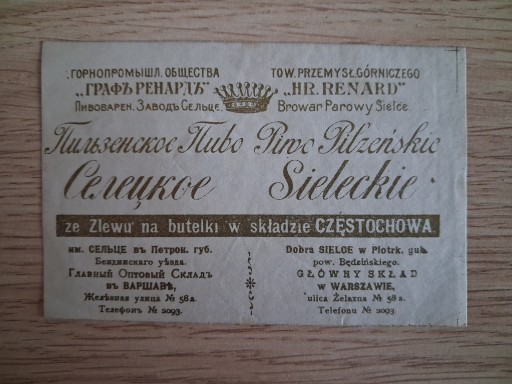 ГОРНОПРОМЫШЛ. ОБЩЕСТВА
„ГРАФЪ РЕНАРДЪ"
Пивоварен. Заводъ Сельце.
TOW. PRZEMYSŁ. GÓRNICZEGO
„HR. RENARD"
Browar Parowy Sielce
Пильзенское Пиво Piwo Pilzeńskie
Селецкое Sieleckie
ze Zlewu na butelki w składzie CZĘSTOCHOWA.
им. СЕЛЬЦЕ въ Петрок. губ.
Бендинскаго уѣзда.
Главный Оптовый Складъ
въ ВАРШАВѢ,
Желѣзная улица № 58а.
Телефонъ № 2093.
Dobra SIELCE w Piotrk. gub.
pow. Będzińskiego.
GŁÓWNY SKŁAD
w WARSZAWIE,
ulica Żelazna № 58a.
Telefonu № 2093.